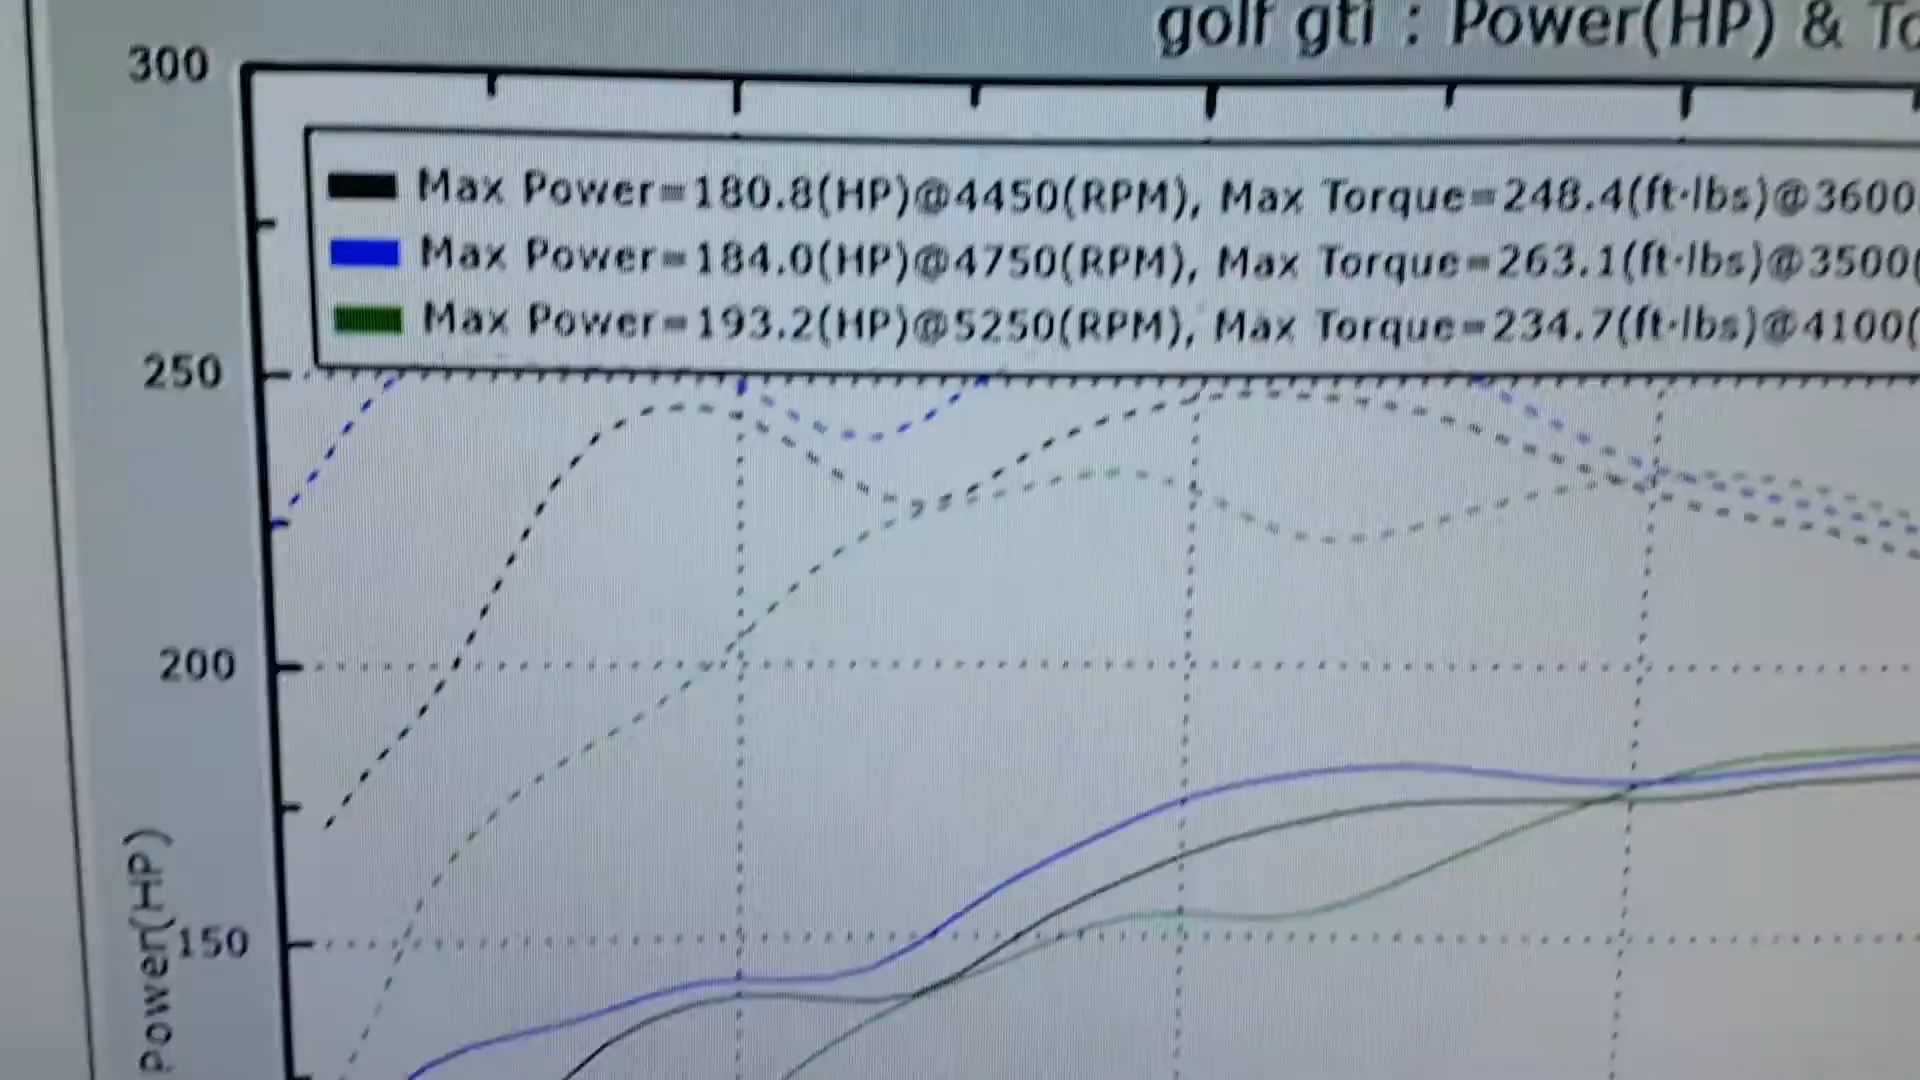 golf gti : Power(HP) & To
300
Max Power=180.8(HP)@4450(RPM), Max Torque=248.4(ft·lbs)@3600
Max Power=184.0(HP)@4750(RPM), Max Torque=263.1(ft·lbs)@3500(
Max Power=193.2(HP)@5250(RPM), Max Torque=234.7(ft·lbs)@4100(
250
200
150
Power(HP)